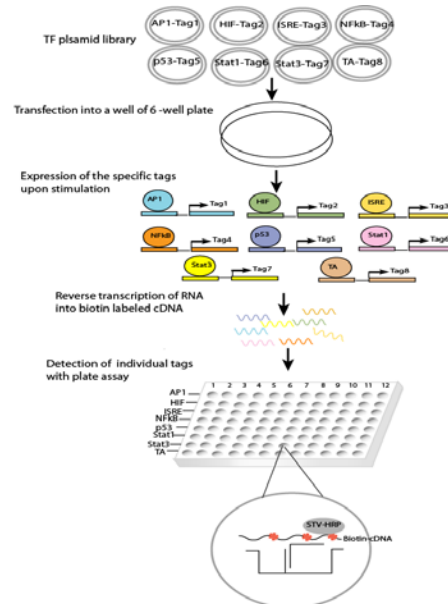 AP1-Tag1 HIF-Tag2 ISRE-Tag3 NFkB-Tag4
TF plsamid library
p53-Tag5 Stat1-Tag6 Stat3-Tag7 TA-Tag8
Transfection into a well of 6 -well plate
Expression of the specific tags
upon stimulation
AP1 Tag1 HIF Tag2 ISRE Tag3
NFkB Tag4 p53 Tag5 Stat1 Tag6
Stat3 Tag7 TA Tag8
Reverse transcription of RNA
into biotin labeled cDNA
Detection of individual tags
with plate assay
1 2 3 4 5 6 7 8 9 10 11 12
AP1
HIF
ISRE
NFkB
p53
Stat1
Stat3
TA
STV-HRP
Biotin-cDNA